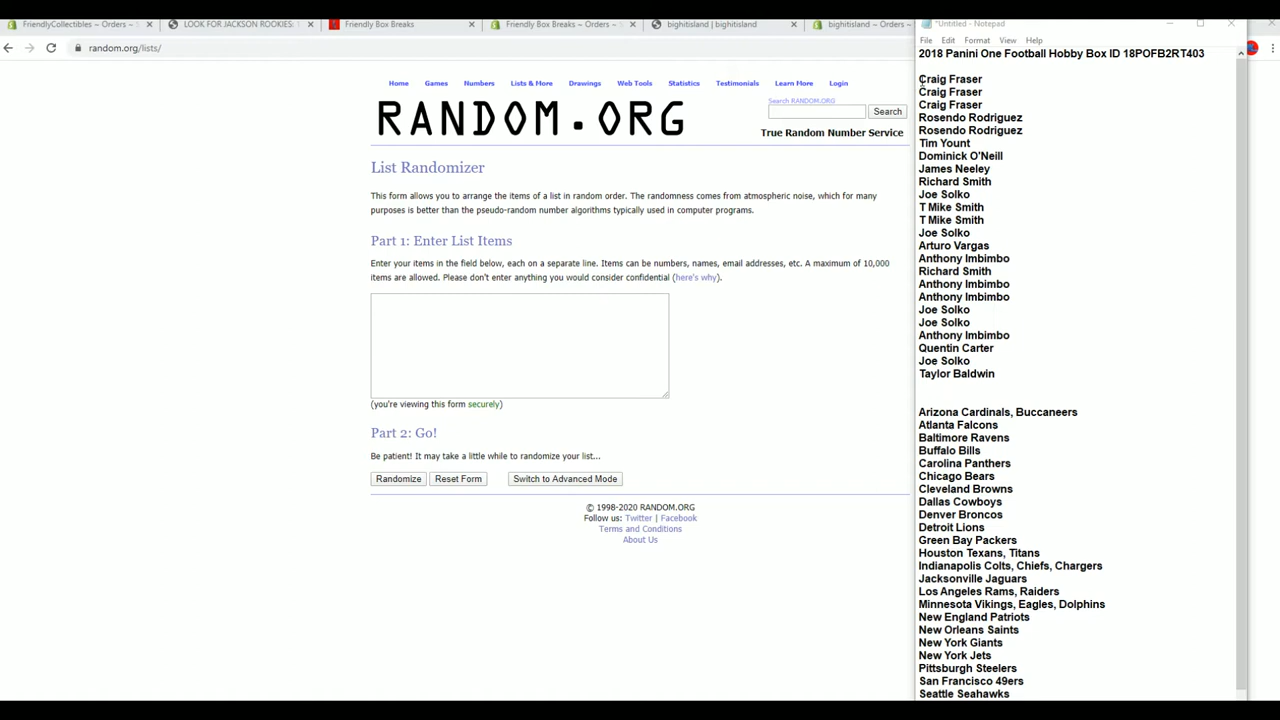 FriendlyCollectibles – Orders –
LOOK FOR JACKSON ROOKIES!
Friendly Box Breaks
Friendly Box Breaks – Orders – S
bighitisland | bighitisland
bighitisland – Orders
*Untitled - Notepad
random.org/lists/
Home Games Numbers Lists & More Drawings Web Tools Statistics Testimonials Learn More Login
RANDOM.ORG
Search RANDOM.ORG
Search
True Random Number Service
List Randomizer
This form allows you to arrange the items of a list in random order. The randomness comes from atmospheric noise, which for many
purposes is better than the pseudo-random number algorithms typically used in computer programs.
Part 1: Enter List Items
Enter your items in the field below, each on a separate line. Items can be numbers, names, email addresses, etc. A maximum of 10,000
items are allowed. Please don't enter anything you would consider confidential (here's why).
(you're viewing this form securely)
Part 2: Go!
Be patient! It may take a little while to randomize your list...
Randomize Reset Form Switch to Advanced Mode
© 1998-2020 RANDOM.ORG
Follow us: Twitter | Facebook
Terms and Conditions
About Us
File Edit Format View Help
2018 Panini One Football Hobby Box ID 18POFB2RT403
Craig Fraser
Craig Fraser
Craig Fraser
Rosendo Rodriguez
Rosendo Rodriguez
Tim Yount
Dominick O'Neill
James Neeley
Richard Smith
Joe Solko
T Mike Smith
T Mike Smith
Joe Solko
Arturo Vargas
Anthony Imbimbo
Richard Smith
Anthony Imbimbo
Anthony Imbimbo
Joe Solko
Joe Solko
Anthony Imbimbo
Quentin Carter
Joe Solko
Taylor Baldwin
Arizona Cardinals, Buccaneers
Atlanta Falcons
Baltimore Ravens
Buffalo Bills
Carolina Panthers
Chicago Bears
Cleveland Browns
Dallas Cowboys
Denver Broncos
Detroit Lions
Green Bay Packers
Houston Texans, Titans
Indianapolis Colts, Chiefs, Chargers
Jacksonville Jaguars
Los Angeles Rams, Raiders
Minnesota Vikings, Eagles, Dolphins
New England Patriots
New Orleans Saints
New York Giants
New York Jets
Pittsburgh Steelers
San Francisco 49ers
Seattle Seahawks